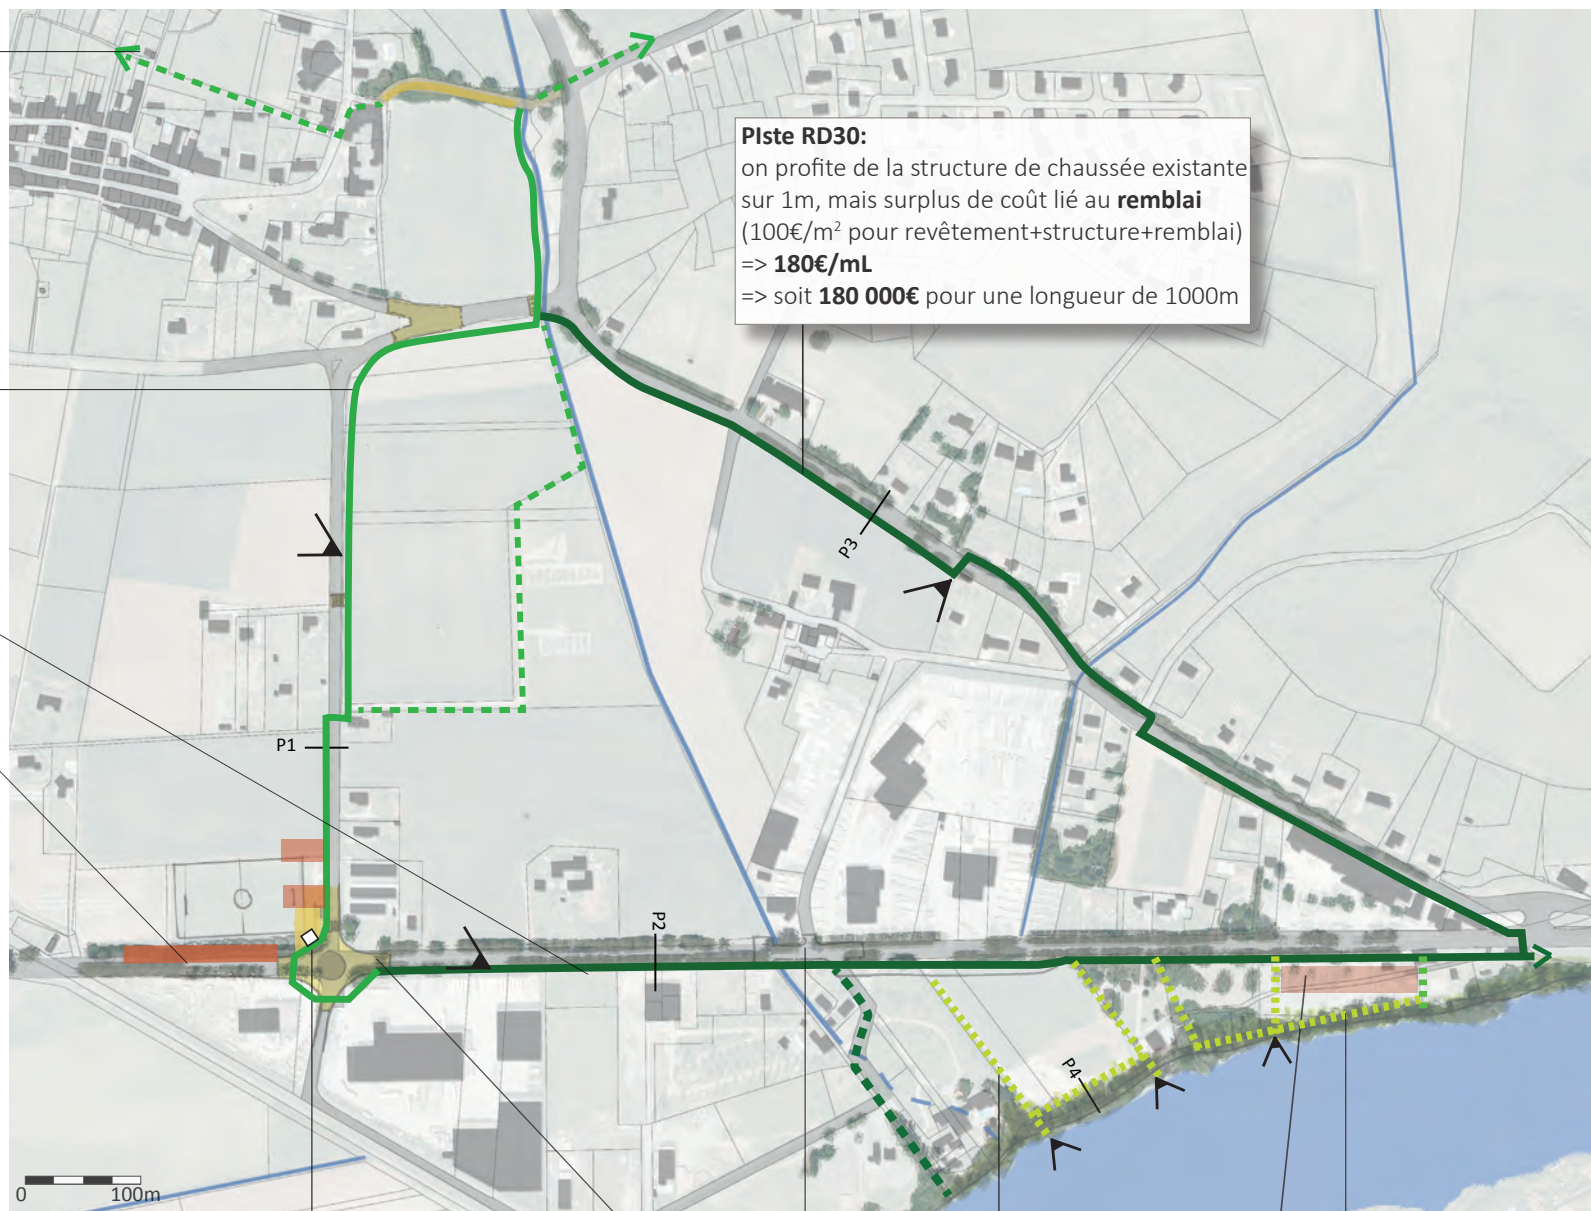 PIste RD30:
on profite de la structure de chaussée existante
sur 1m, mais surplus de coût lié au remblai
(100€/m² pour revêtement+structure+remblai)
=> 180€/mL
=> soit 180 000€ pour une longueur de 1000m
P3
P1
P2
P4
0 100m